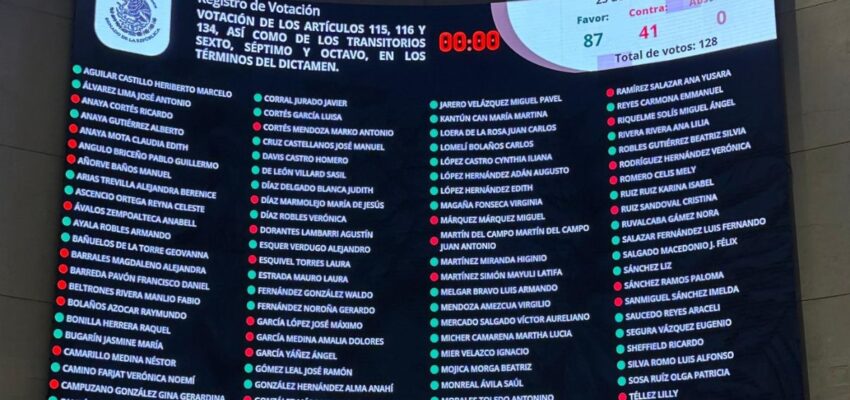 Registro de Votación
VOTACIÓN DE LOS ARTÍCULOS 115, 116 Y
134, ASÍ COMO DE LOS TRANSITORIOS
SEXTO, SÉPTIMO Y OCTAVO, EN LOS
TÉRMINOS DEL DICTAMEN.
00:00
Favor:
87
Contra:
41
0
Total de votos: 128
AGUILAR CASTILLO HERIBERTO MARCELO
ÁLVAREZ LIMA JOSÉ ANTONIO
ANAYA CORTÉS RICARDO
ANAYA GUTIÉRREZ ALBERTO
ANAYA MOTA CLAUDIA EDITH
ANGULO BRICEÑO PABLO GUILLERMO
AÑORVE BAÑOS MANUEL
ARIAS TREVILLA ALEJANDRA BERENICE
ASCENCIO ORTEGA REYNA CELESTE
ÁVALOS ZEMPOALTECA ANABELL
AYALA ROBLES ARMANDO
BAÑUELOS DE LA TORRE GEOVANNA
BARRALES MAGDALENO ALEJANDRA
BARREDA PAVÓN FRANCISCO DANIEL
BELTRONES RIVERA MANLIO FABIO
BOLAÑOS AZOCAR RAYMUNDO
BONILLA HERRERA RAQUEL
BUGARÍN JASMINE MARÍA
CAMARILLO MEDINA NÉSTOR
CAMINO FARJAT VERÓNICA NOEMÍ
CAMPUZANO GONZÁLEZ GINA GERARDINA
CORRAL JURADO JAVIER
CORTÉS GARCÍA LUISA
CORTÉS MENDOZA MARKO ANTONIO
CRUZ CASTELLANOS JOSÉ MANUEL
DAVIS CASTRO HOMERO
DE LEÓN VILLARD SASIL
DÍAZ DELGADO BLANCA JUDITH
DÍAZ MARMOLEJO MARÍA DE JESÚS
DÍAZ ROBLES VERÓNICA
DORANTES LAMBARRI AGUSTÍN
ESQUER VERDUGO ALEJANDRO
ESQUIVEL TORRES LAURA
ESTRADA MAURO LAURA
FERNÁNDEZ GONZÁLEZ WALDO
FERNÁNDEZ NOROÑA GERARDO
GARCÍA LÓPEZ JOSÉ MÁXIMO
GARCÍA MEDINA AMALIA DOLORES
GARCÍA YÁÑEZ ÁNGEL
GÓMEZ LEAL JOSÉ RAMÓN
GONZÁLEZ HERNÁNDEZ ALMA ANAHÍ
JARERO VELÁZQUEZ MIGUEL PAVEL
KANTÚN CAN MARÍA MARTINA
LOERA DE LA ROSA JUAN CARLOS
LOMELÍ BOLAÑOS CARLOS
LÓPEZ CASTRO CYNTHIA ILIANA
LÓPEZ HERNÁNDEZ ADÁN AUGUSTO
LÓPEZ HERNÁNDEZ EDITH
MAGAÑA FONSECA VIRGINIA
MÁRQUEZ MÁRQUEZ MIGUEL
MARTÍN DEL CAMPO MARTÍN DEL CAMPO
JUAN ANTONIO
MARTÍNEZ MIRANDA HIGINIO
MARTÍNEZ SIMÓN MAYULI LATIFA
MELGAR BRAVO LUIS ARMANDO
MENDOZA AMEZCUA VIRGILIO
MERCADO SALGADO VÍCTOR AURELIANO
MICHER CAMARENA MARTHA LUCIA
MIER VELAZCO IGNACIO
MOJICA MORGA BEATRIZ
MONREAL ÁVILA SAÚL
MORALES TOLEDO ANTONINO
RAMÍREZ SALAZAR ANA YUSARA
REYES CARMONA EMMANUEL
RIQUELME SOLÍS MIGUEL ÁNGEL
RIVERA RIVERA ANA LILIA
ROBLES GUTIÉRREZ BEATRIZ SILVIA
RODRÍGUEZ HERNÁNDEZ VERÓNICA
ROMERO CELIS MELY
RUIZ RUIZ KARINA ISABEL
RUIZ SANDOVAL CRISTINA
RUVALCABA GÁMEZ NORA
SALAZAR FERNÁNDEZ LUIS FERNANDO
SALGADO MACEDONIO J. FÉLIX
SÁNCHEZ LIZ
SÁNCHEZ RAMOS PALOMA
SANMIGUEL SÁNCHEZ IMELDA
SAUCEDO REYES ARACELI
SEGURA VÁZQUEZ EUGENIO
SHEFFIELD RICARDO
SILVA ROMO LUIS ALFONSO
SOSA RUÍZ OLGA PATRICIA
TÉLLEZ LILLY